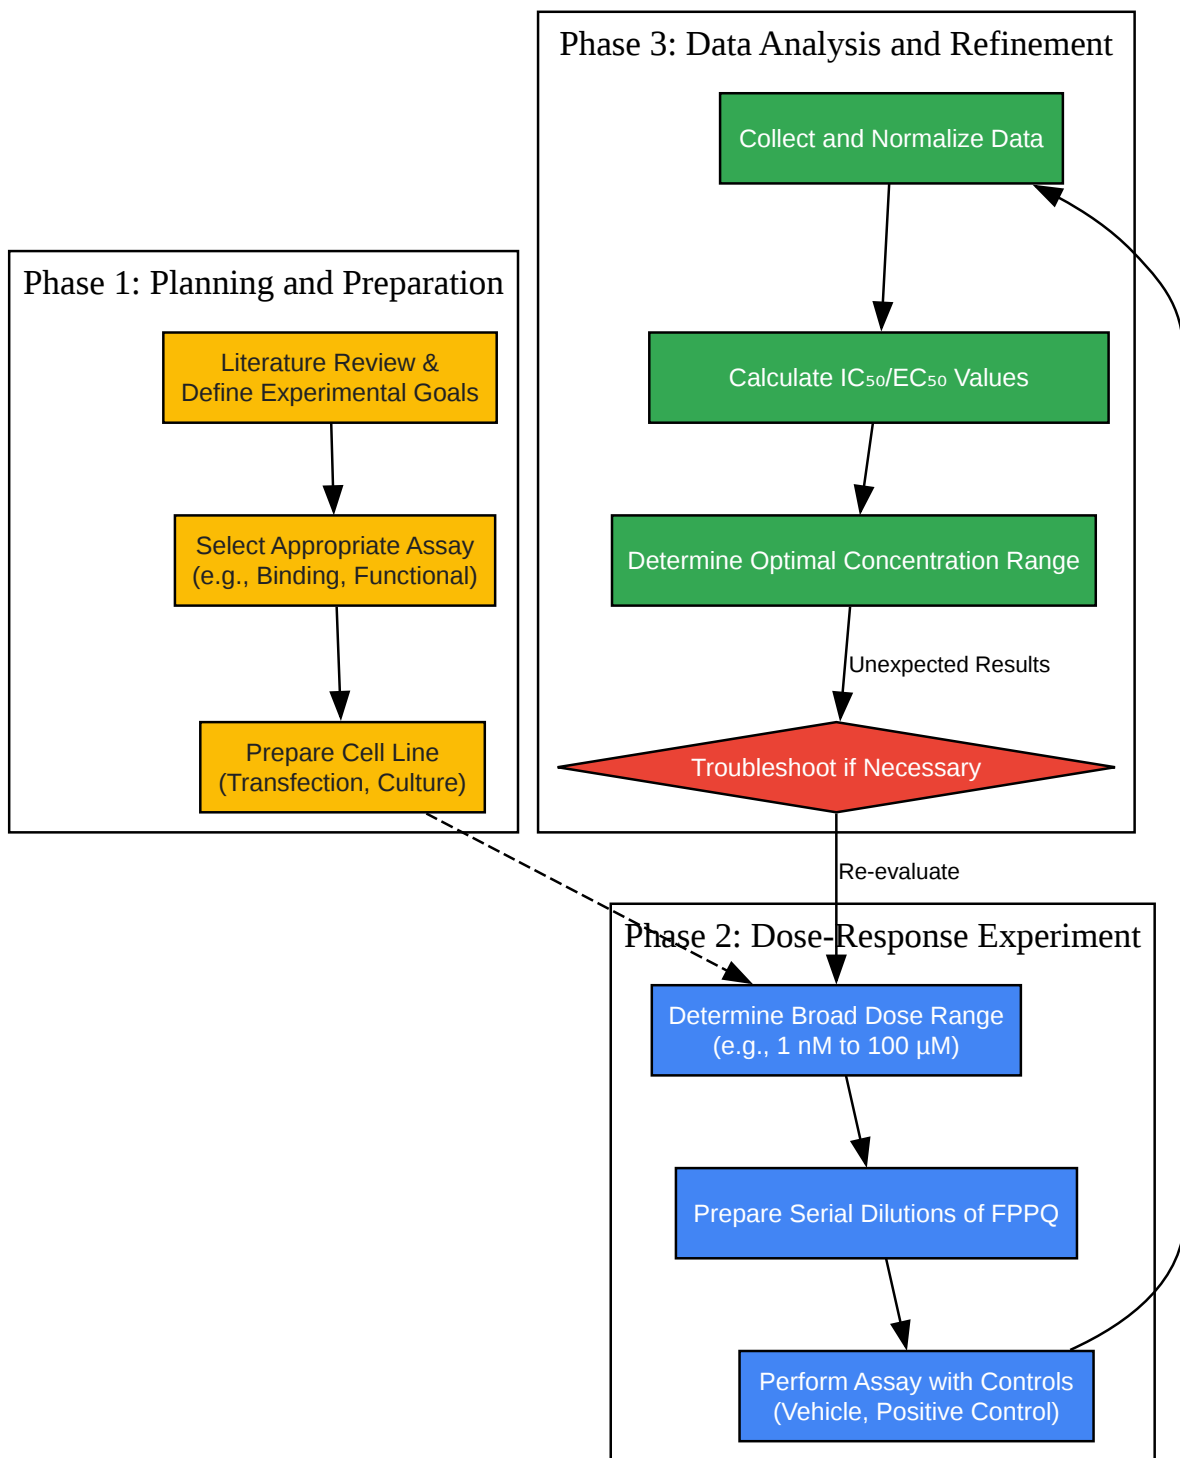 Phase 1: Planning and Preparation
Literature Review &
Define Experimental Goals
Select Appropriate Assay
(e.g., Binding, Functional)
Prepare Cell Line
(Transfection, Culture)
Phase 3: Data Analysis and Refinement
Collect and Normalize Data
Calculate IC₅₀/EC₅₀ Values
Determine Optimal Concentration Range
Unexpected Results
Troubleshoot if Necessary
Re-evaluate
Phase 2: Dose-Response Experiment
Determine Broad Dose Range
(e.g., 1 nM to 100 µM)
Prepare Serial Dilutions of FPPQ
Perform Assay with Controls
(Vehicle, Positive Control)